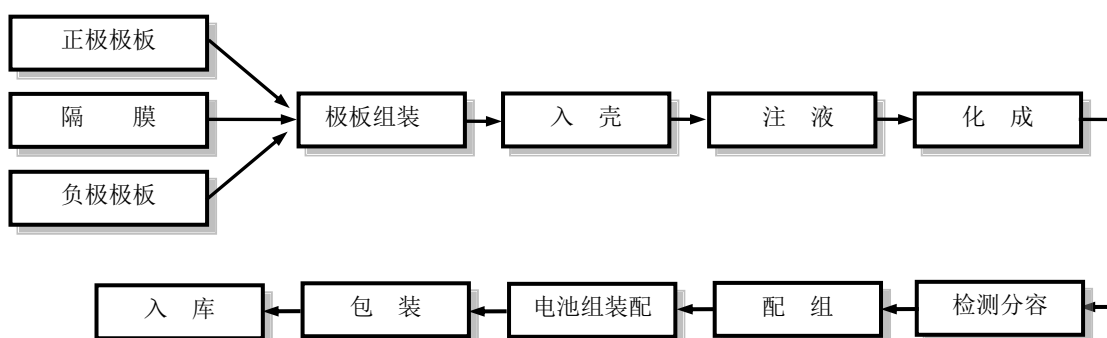 正极极板
隔 膜
负极极板
极板组装
入 壳
注 液
化 成
检测分容
配 组
电池组装配
包 装
入 库